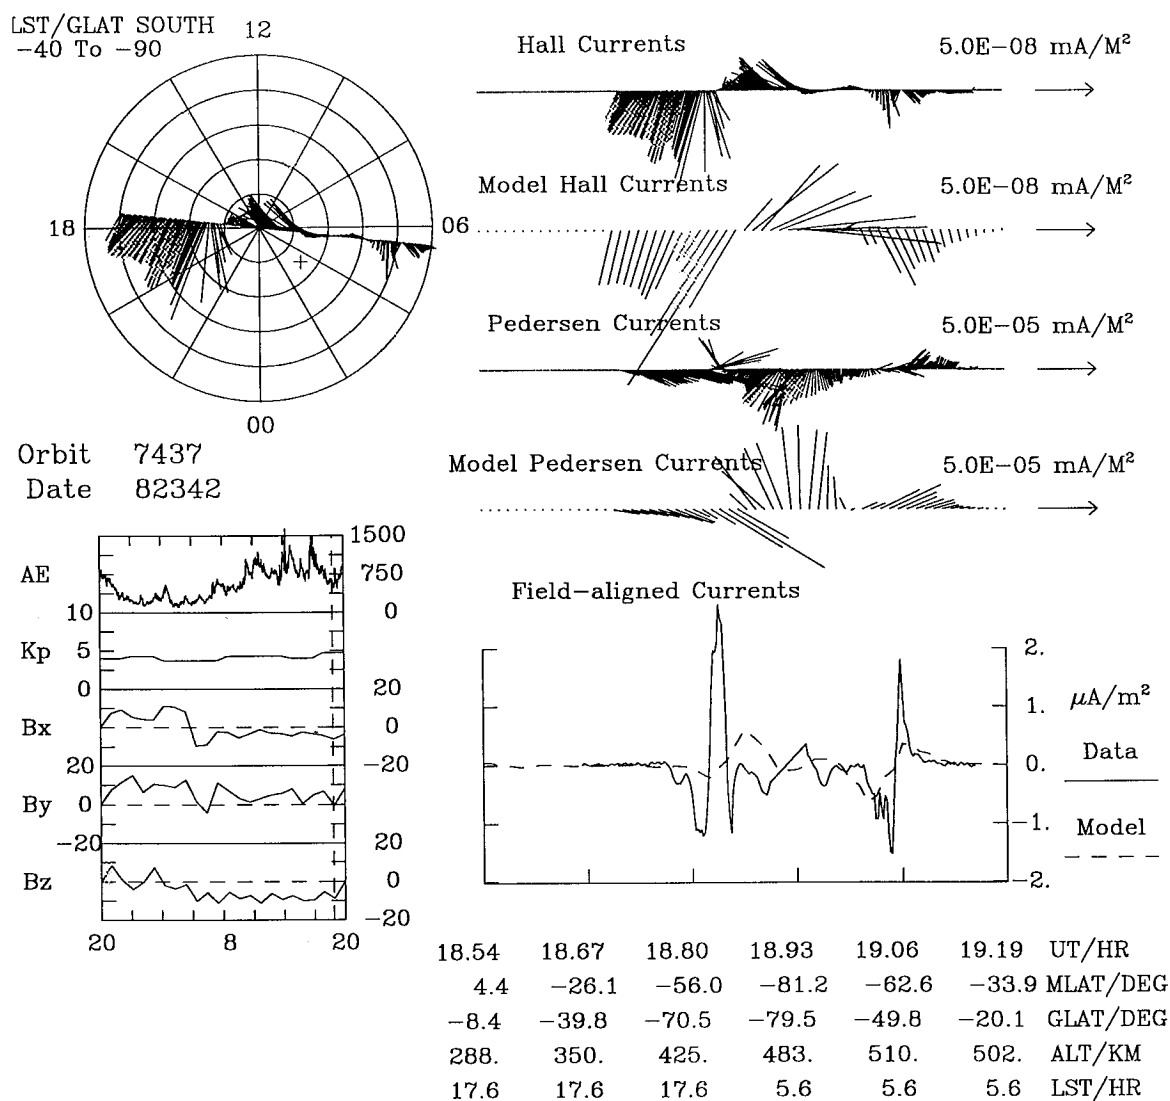 LST/GLAT SOUTH
-40 To -90
12
18
06
00
Orbit 7437
Date 82342
Hall Currents 5.0E-08 mA/M²
Model Hall Currents 5.0E-08 mA/M²
Pedersen Currents 5.0E-05 mA/M²
Model Pedersen Currents 5.0E-05 mA/M²
AE 1500
750
10 0
Kp 5
0 20
Bx 0
20 -20
By 0
-20 20
Bz 0
-20
20 8 20
Field-aligned Currents
2.
1.
0.
-1.
-2.
μA/m²
Data
Model
18.54 18.67 18.80 18.93 19.06 19.19 UT/HR
4.4 -26.1 -56.0 -81.2 -62.6 -33.9 MLAT/DEG
-8.4 -39.8 -70.5 -79.5 -49.8 -20.1 GLAT/DEG
288. 350. 425. 483. 510. 502. ALT/KM
17.6 17.6 17.6 5.6 5.6 5.6 LST/HR